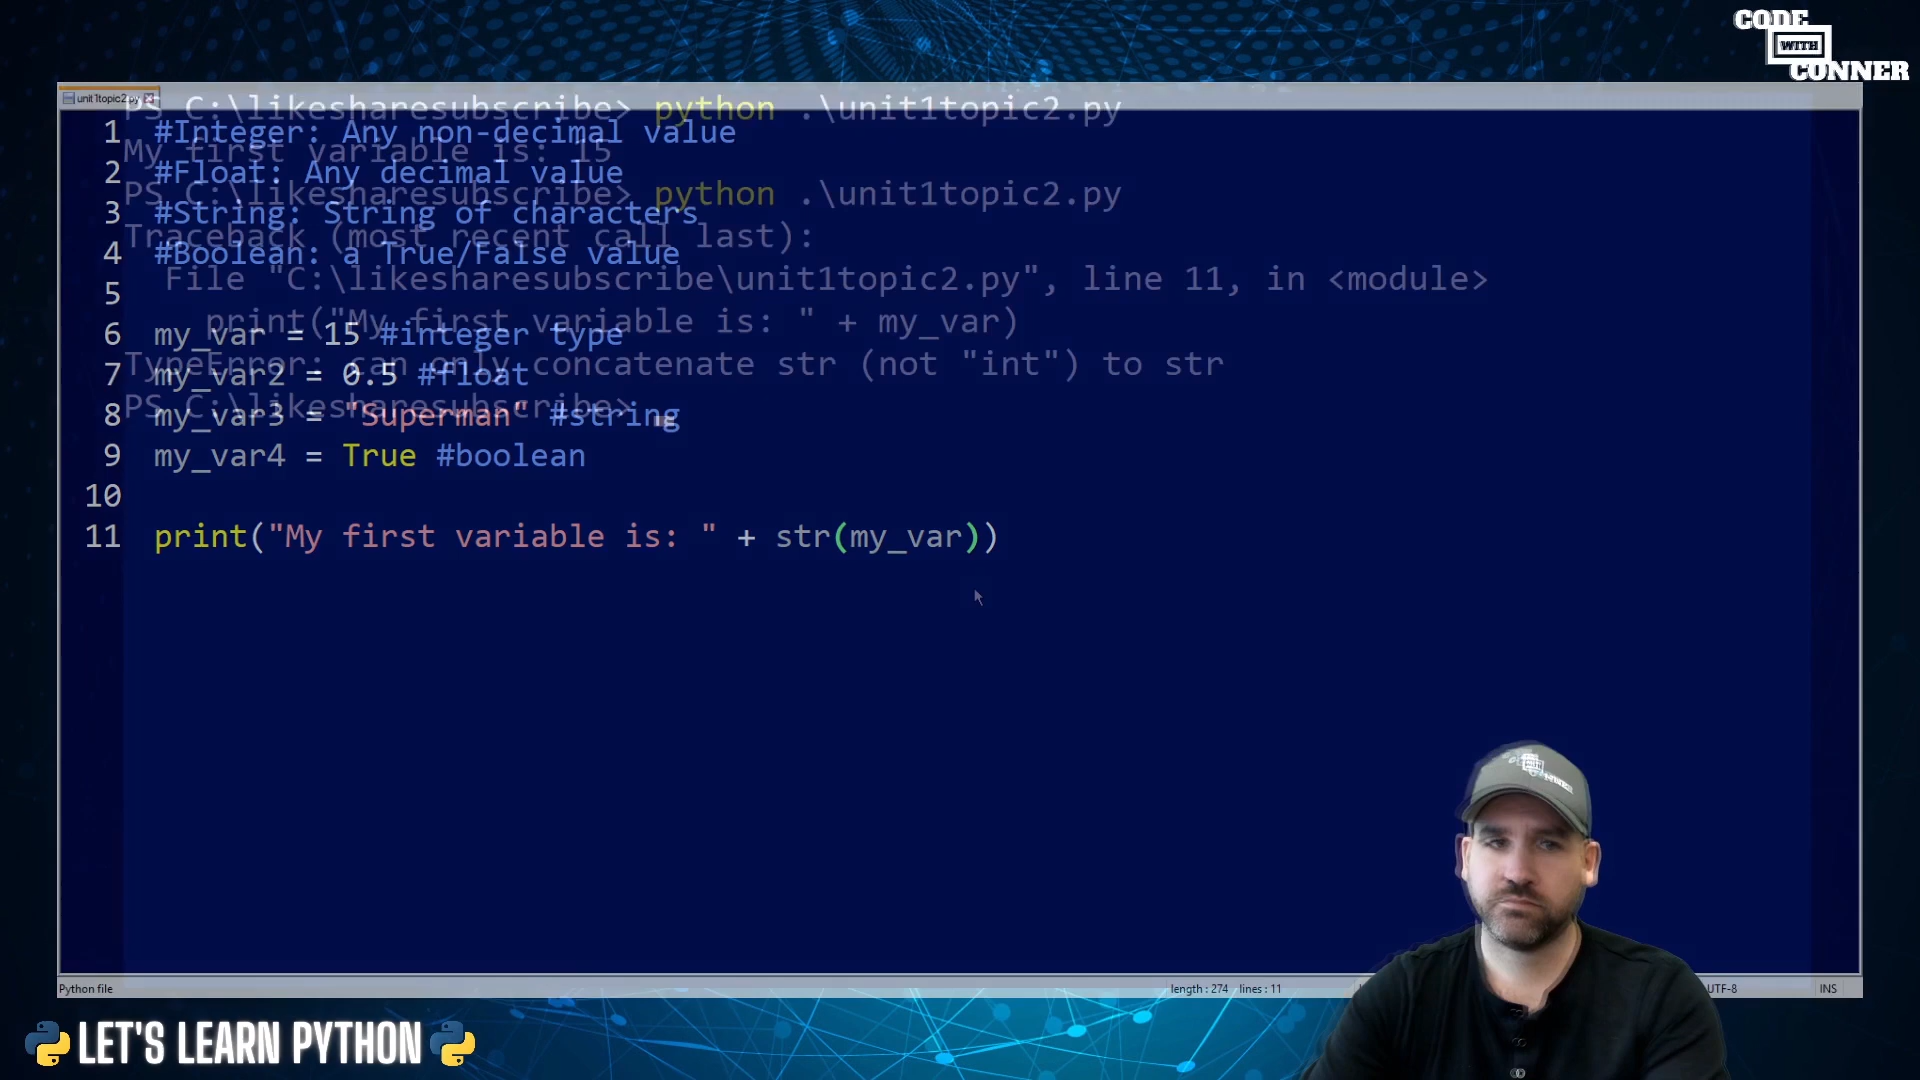 CODE
WITH
CONNER
unit1topic2.py
PS C:\likesharesubscribe> python .\unit1topic2.py
My first variable is: 15
PS C:\likesharesubscribe> python .\unit1topic2.py
Traceback (most recent call last):
File "C:\likesharesubscribe\unit1topic2.py", line 11, in <module>
print("My first variable is: " + my_var)
TypeError: can only concatenate str (not "int") to str
PS C:\likesharesubscribe>
1 #Integer: Any non-decimal value
2 #Float: Any decimal value
3 #String: String of characters
4 #Boolean: a True/False value
5
6 my_var = 15 #integer type
7 my_var2 = 0.5 #float
8 my_var3 = "Superman" #string
9 my_var4 = True #boolean
10
11 print("My first variable is: " + str(my_var))
Python file
length : 274 lines : 11
UTF-8
INS
LET'S LEARN PYTHON